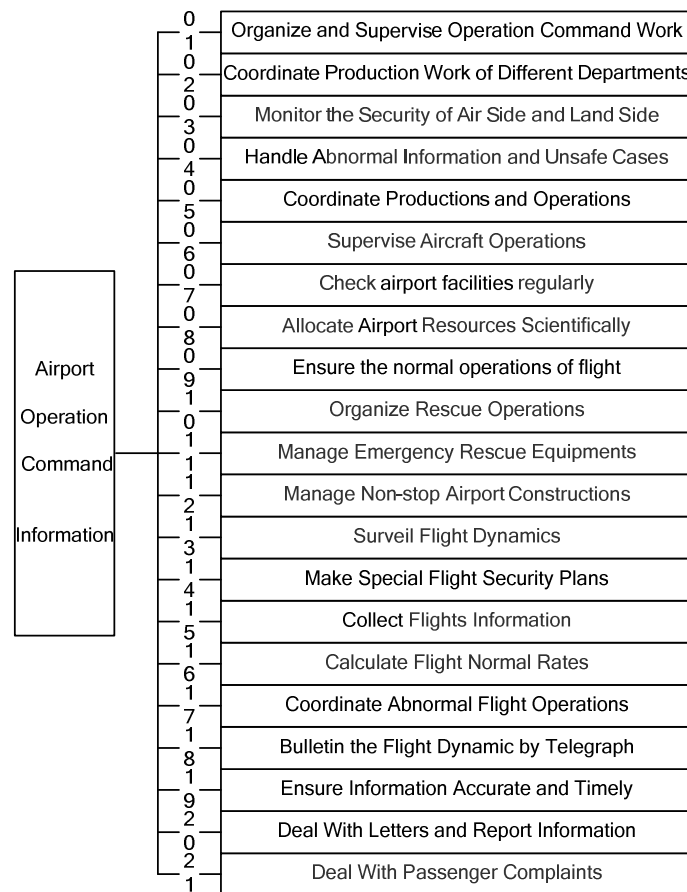 01 Organize and Supervise Operation Command Work
02 Coordinate Production Work of Different Departments
03 Monitor the Security of Air Side and Land Side
04 Handle Abnormal Information and Unsafe Cases
05 Coordinate Productions and Operations
06 Supervise Aircraft Operations
07 Check airport facilities regularly
08 Allocate Airport Resources Scientifically
09 Ensure the normal operations of flight
10 Organize Rescue Operations
11 Manage Emergency Rescue Equipments
12 Manage Non-stop Airport Constructions
13 Surveil Flight Dynamics
14 Make Special Flight Security Plans
15 Collect Flights Information
16 Calculate Flight Normal Rates
17 Coordinate Abnormal Flight Operations
18 Bulletin the Flight Dynamic by Telegraph
19 Ensure Information Accurate and Timely
20 Deal With Letters and Report Information
21 Deal With Passenger Complaints
Airport
Operation
Command
Information